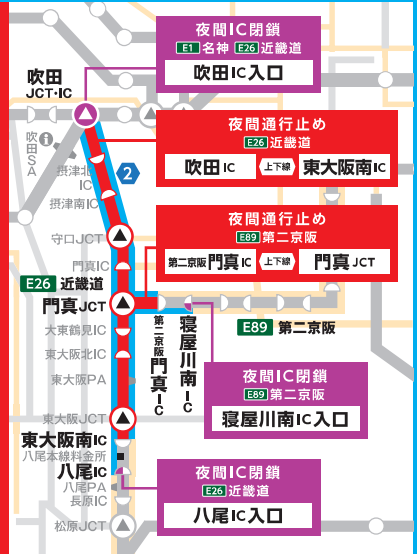 夜間IC閉鎖
E1 名神 E26 近畿道
吹田IC入口
吹田
JCT・IC
夜間通行止め
E26 近畿道
吹田IC 上下線 東大阪南IC
吹田SA
2
摂津北
IC
摂津南IC
夜間通行止め
E89 第二京阪
第二京阪門真IC 上下線 門真JCT
守口JCT
門真IC
E26 近畿道
門真JCT
大東鶴見IC
東大阪北IC
東大阪PA
第二京阪門真IC
寝屋川南IC
E89 第二京阪
夜間IC閉鎖
E89 第二京阪
寝屋川南IC入口
東大阪JCT
東大阪南IC
八尾本線料金所
八尾IC
八尾PA
長原IC
松原JCT
夜間IC閉鎖
E26 近畿道
八尾IC入口